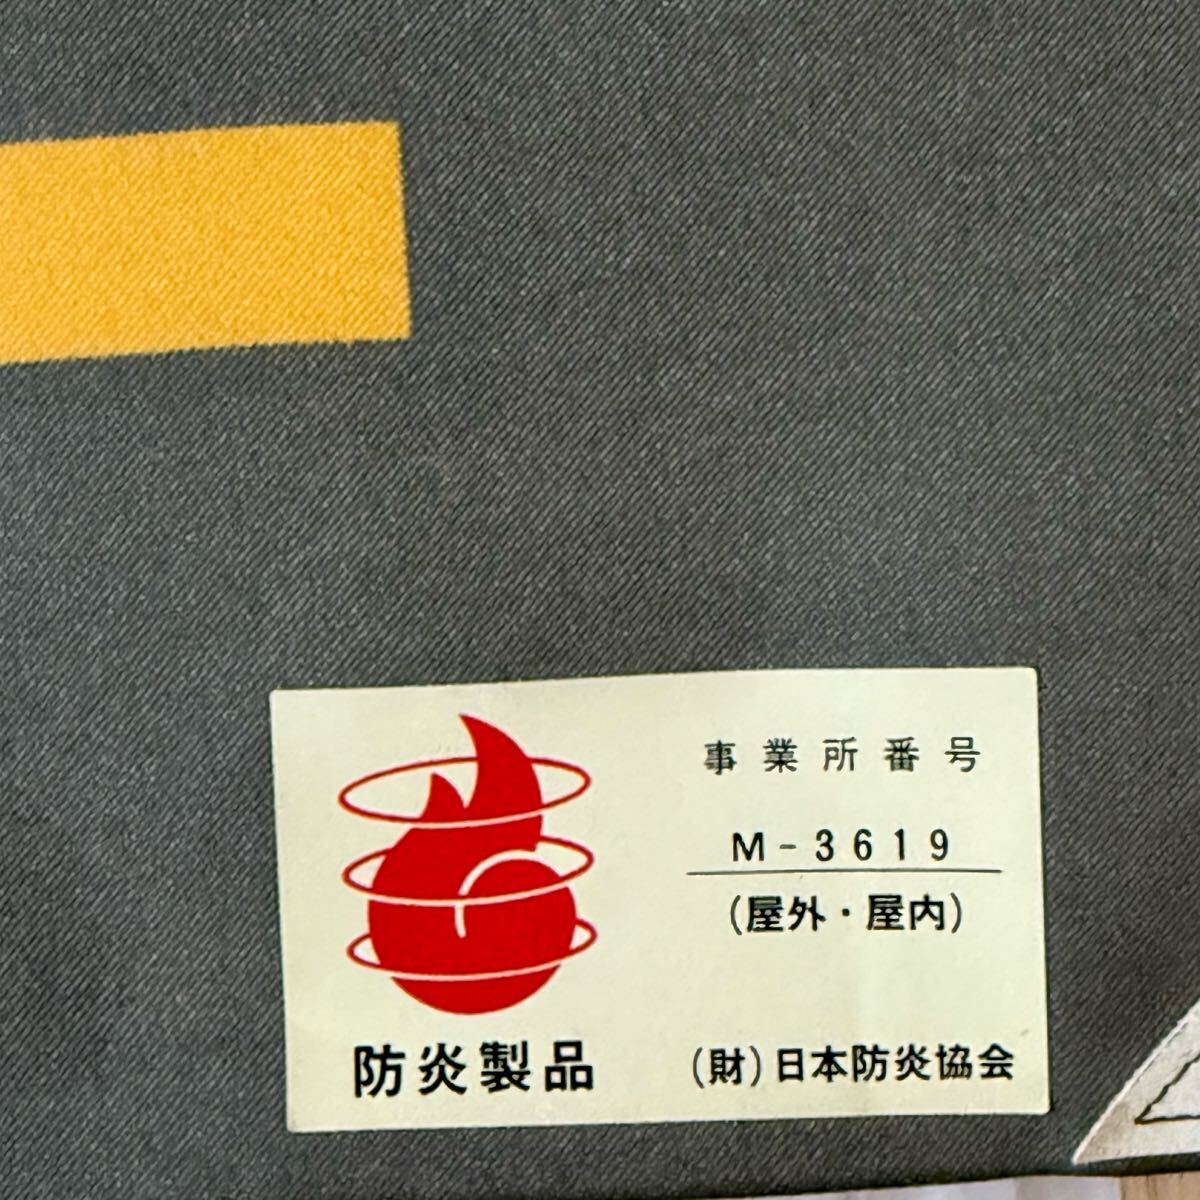 事業所番号
M-3619
(屋外・屋内)
防炎製品
(財)日本防炎協会